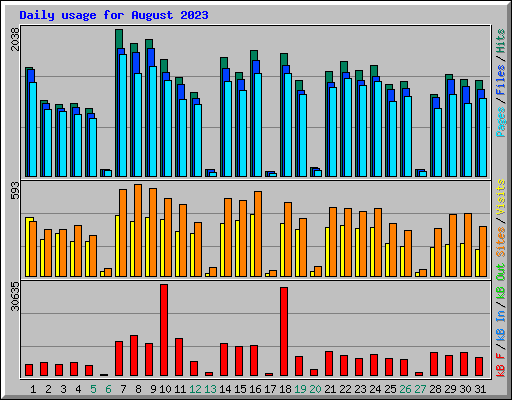 Daily usage for August 2023
2038
Pages / Files / Hits
593
Sites / Visits
30635
kB F / kB In / kB Out
1 2 3 4 5 6 7 8 9 10 11 12 13 14 15 16 17 18 19 20 21 22 23 24 25 26 27 28 29 30 31